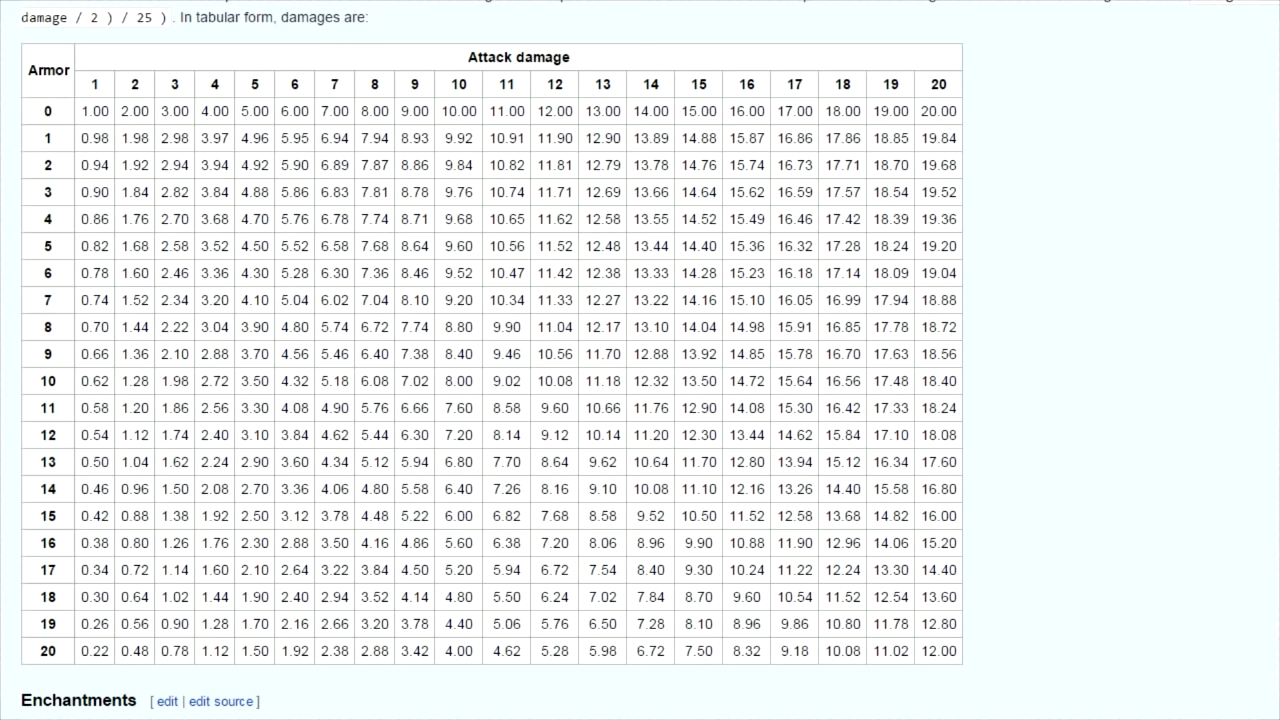 damage / 2 ) / 25 ) . In tabular form, damages are:
Armor Attack damage
1 2 3 4 5 6 7 8 9 10 11 12 13 14 15 16 17 18 19 20
0 1.00 2.00 3.00 4.00 5.00 6.00 7.00 8.00 9.00 10.00 11.00 12.00 13.00 14.00 15.00 16.00 17.00 18.00 19.00 20.00
1 0.98 1.98 2.98 3.97 4.96 5.95 6.94 7.94 8.93 9.92 10.91 11.90 12.90 13.89 14.88 15.87 16.86 17.86 18.85 19.84
2 0.94 1.92 2.94 3.94 4.92 5.90 6.89 7.87 8.86 9.84 10.82 11.81 12.79 13.78 14.76 15.74 16.73 17.71 18.70 19.68
3 0.90 1.84 2.82 3.84 4.88 5.86 6.83 7.81 8.78 9.76 10.74 11.71 12.69 13.66 14.64 15.62 16.59 17.57 18.54 19.52
4 0.86 1.76 2.70 3.68 4.70 5.76 6.78 7.74 8.71 9.68 10.65 11.62 12.58 13.55 14.52 15.49 16.46 17.42 18.39 19.36
5 0.82 1.68 2.58 3.52 4.50 5.52 6.58 7.68 8.64 9.60 10.56 11.52 12.48 13.44 14.40 15.36 16.32 17.28 18.24 19.20
6 0.78 1.60 2.46 3.36 4.30 5.28 6.30 7.36 8.46 9.52 10.47 11.42 12.38 13.33 14.28 15.23 16.18 17.14 18.09 19.04
7 0.74 1.52 2.34 3.20 4.10 5.04 6.02 7.04 8.10 9.20 10.34 11.33 12.27 13.22 14.16 15.10 16.05 16.99 17.94 18.88
8 0.70 1.44 2.22 3.04 3.90 4.80 5.74 6.72 7.74 8.80 9.90 11.04 12.17 13.10 14.04 14.98 15.91 16.85 17.78 18.72
9 0.66 1.36 2.10 2.88 3.70 4.56 5.46 6.40 7.38 8.40 9.46 10.56 11.70 12.88 13.92 14.85 15.78 16.70 17.63 18.56
10 0.62 1.28 1.98 2.72 3.50 4.32 5.18 6.08 7.02 8.00 9.02 10.08 11.18 12.32 13.50 14.72 15.64 16.56 17.48 18.40
11 0.58 1.20 1.86 2.56 3.30 4.08 4.90 5.76 6.66 7.60 8.58 9.60 10.66 11.76 12.90 14.08 15.30 16.42 17.33 18.24
12 0.54 1.12 1.74 2.40 3.10 3.84 4.62 5.44 6.30 7.20 8.14 9.12 10.14 11.20 12.30 13.44 14.62 15.84 17.10 18.08
13 0.50 1.04 1.62 2.24 2.90 3.60 4.34 5.12 5.94 6.80 7.70 8.64 9.62 10.64 11.70 12.80 13.94 15.12 16.34 17.60
14 0.46 0.96 1.50 2.08 2.70 3.36 4.06 4.80 5.58 6.40 7.26 8.16 9.10 10.08 11.10 12.16 13.26 14.40 15.58 16.80
15 0.42 0.88 1.38 1.92 2.50 3.12 3.78 4.48 5.22 6.00 6.82 7.68 8.58 9.52 10.50 11.52 12.58 13.68 14.82 16.00
16 0.38 0.80 1.26 1.76 2.30 2.88 3.50 4.16 4.86 5.60 6.38 7.20 8.06 8.96 9.90 10.88 11.90 12.96 14.06 15.20
17 0.34 0.72 1.14 1.60 2.10 2.64 3.22 3.84 4.50 5.20 5.94 6.72 7.54 8.40 9.30 10.24 11.22 12.24 13.30 14.40
18 0.30 0.64 1.02 1.44 1.90 2.40 2.94 3.52 4.14 4.80 5.50 6.24 7.02 7.84 8.70 9.60 10.54 11.52 12.54 13.60
19 0.26 0.56 0.90 1.28 1.70 2.16 2.66 3.20 3.78 4.40 5.06 5.76 6.50 7.28 8.10 8.96 9.86 10.80 11.78 12.80
20 0.22 0.48 0.78 1.12 1.50 1.92 2.38 2.88 3.42 4.00 4.62 5.28 5.98 6.72 7.50 8.32 9.18 10.08 11.02 12.00
Enchantments [ edit | edit source ]